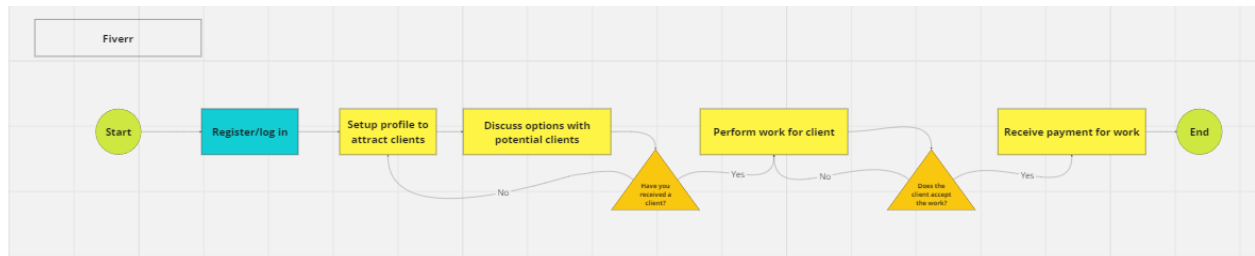 Fiverr
Start
Register/log in
Setup profile to
attract clients
Discuss options with
potential clients
Have you
received a
client?
No
Yes
Perform work for client
Does the
client accept
the work?
No
Yes
Receive payment for work
End